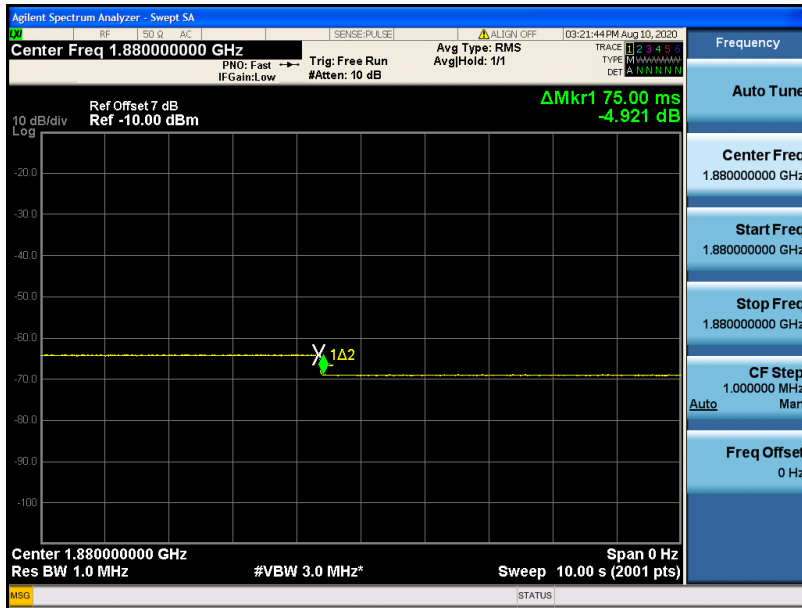 Agilent Spectrum Analyzer - Swept SA
LXI RF 50 Ω AC SENSE:PULSE ALIGN OFF 03:21:44 PM Aug 10, 2020
Center Freq 1.880000000 GHz
PNO: Fast
IFGain:Low
Trig: Free Run
#Atten: 10 dB
Avg Type: RMS
Avg|Hold: 1/1
TRACE 1 2 3 4 5 6
TYPE M WWWWW
DET A N N N N N
ΔMkr1 75.00 ms
-4.921 dB
Ref Offset 7 dB
10 dB/div Ref -10.00 dBm
Log
-20.0
-30.0
-40.0
-50.0
-60.0
1Δ2
-70.0
-80.0
-90.0
-100
Center 1.880000000 GHz Span 0 Hz
Res BW 1.0 MHz #VBW 3.0 MHz* Sweep 10.00 s (2001 pts)
MSG STATUS
Frequency
Auto Tune
Center Freq
1.880000000 GHz
Start Freq
1.880000000 GHz
Stop Freq
1.880000000 GHz
CF Step
1.000000 MHz
Auto Man
Freq Offset
0 Hz